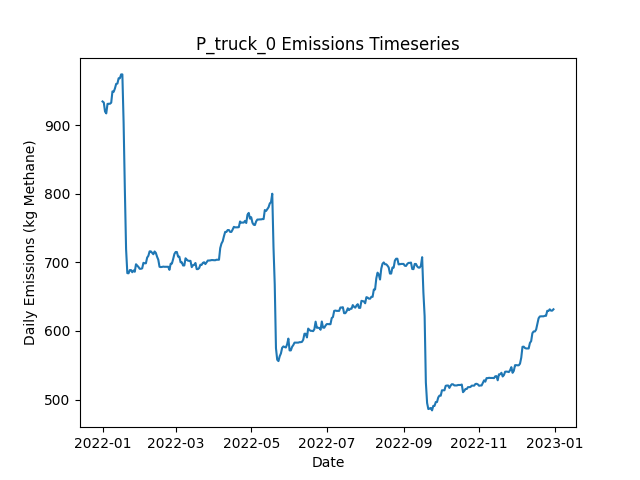 P_truck_0 Emissions Timeseries
Daily Emissions (kg Methane)
900
800
700
600
500
2022-01 2022-03 2022-05 2022-07 2022-09 2022-11 2023-01
Date